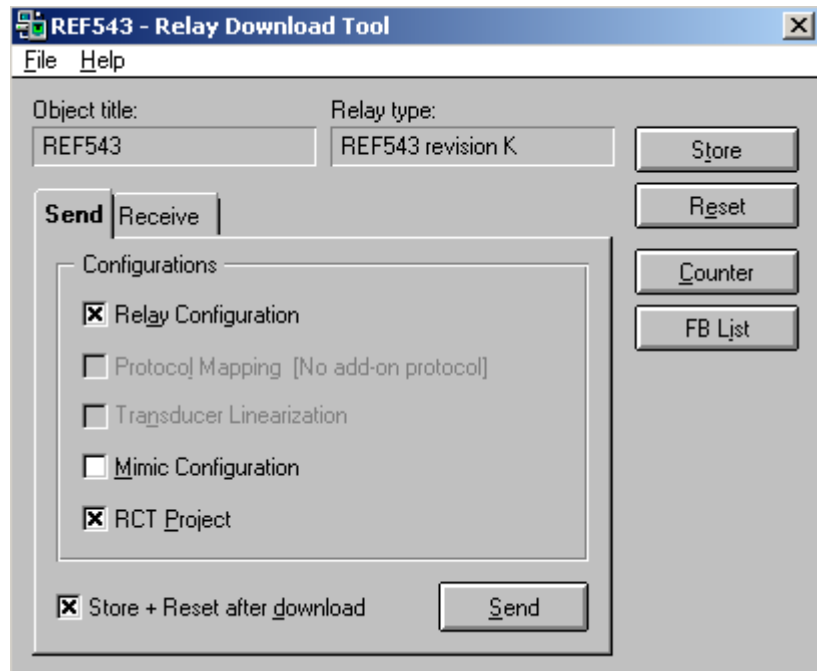 REF543 - Relay Download Tool
File Help
Object title:
Relay type:
REF543
REF543 revision K
Store
Reset
Counter
FB List
Send
Receive
Configurations
Relay Configuration
Protocol Mapping [No add-on protocol]
Transducer Linearization
Mimic Configuration
RCT Project
Store + Reset after download
Send